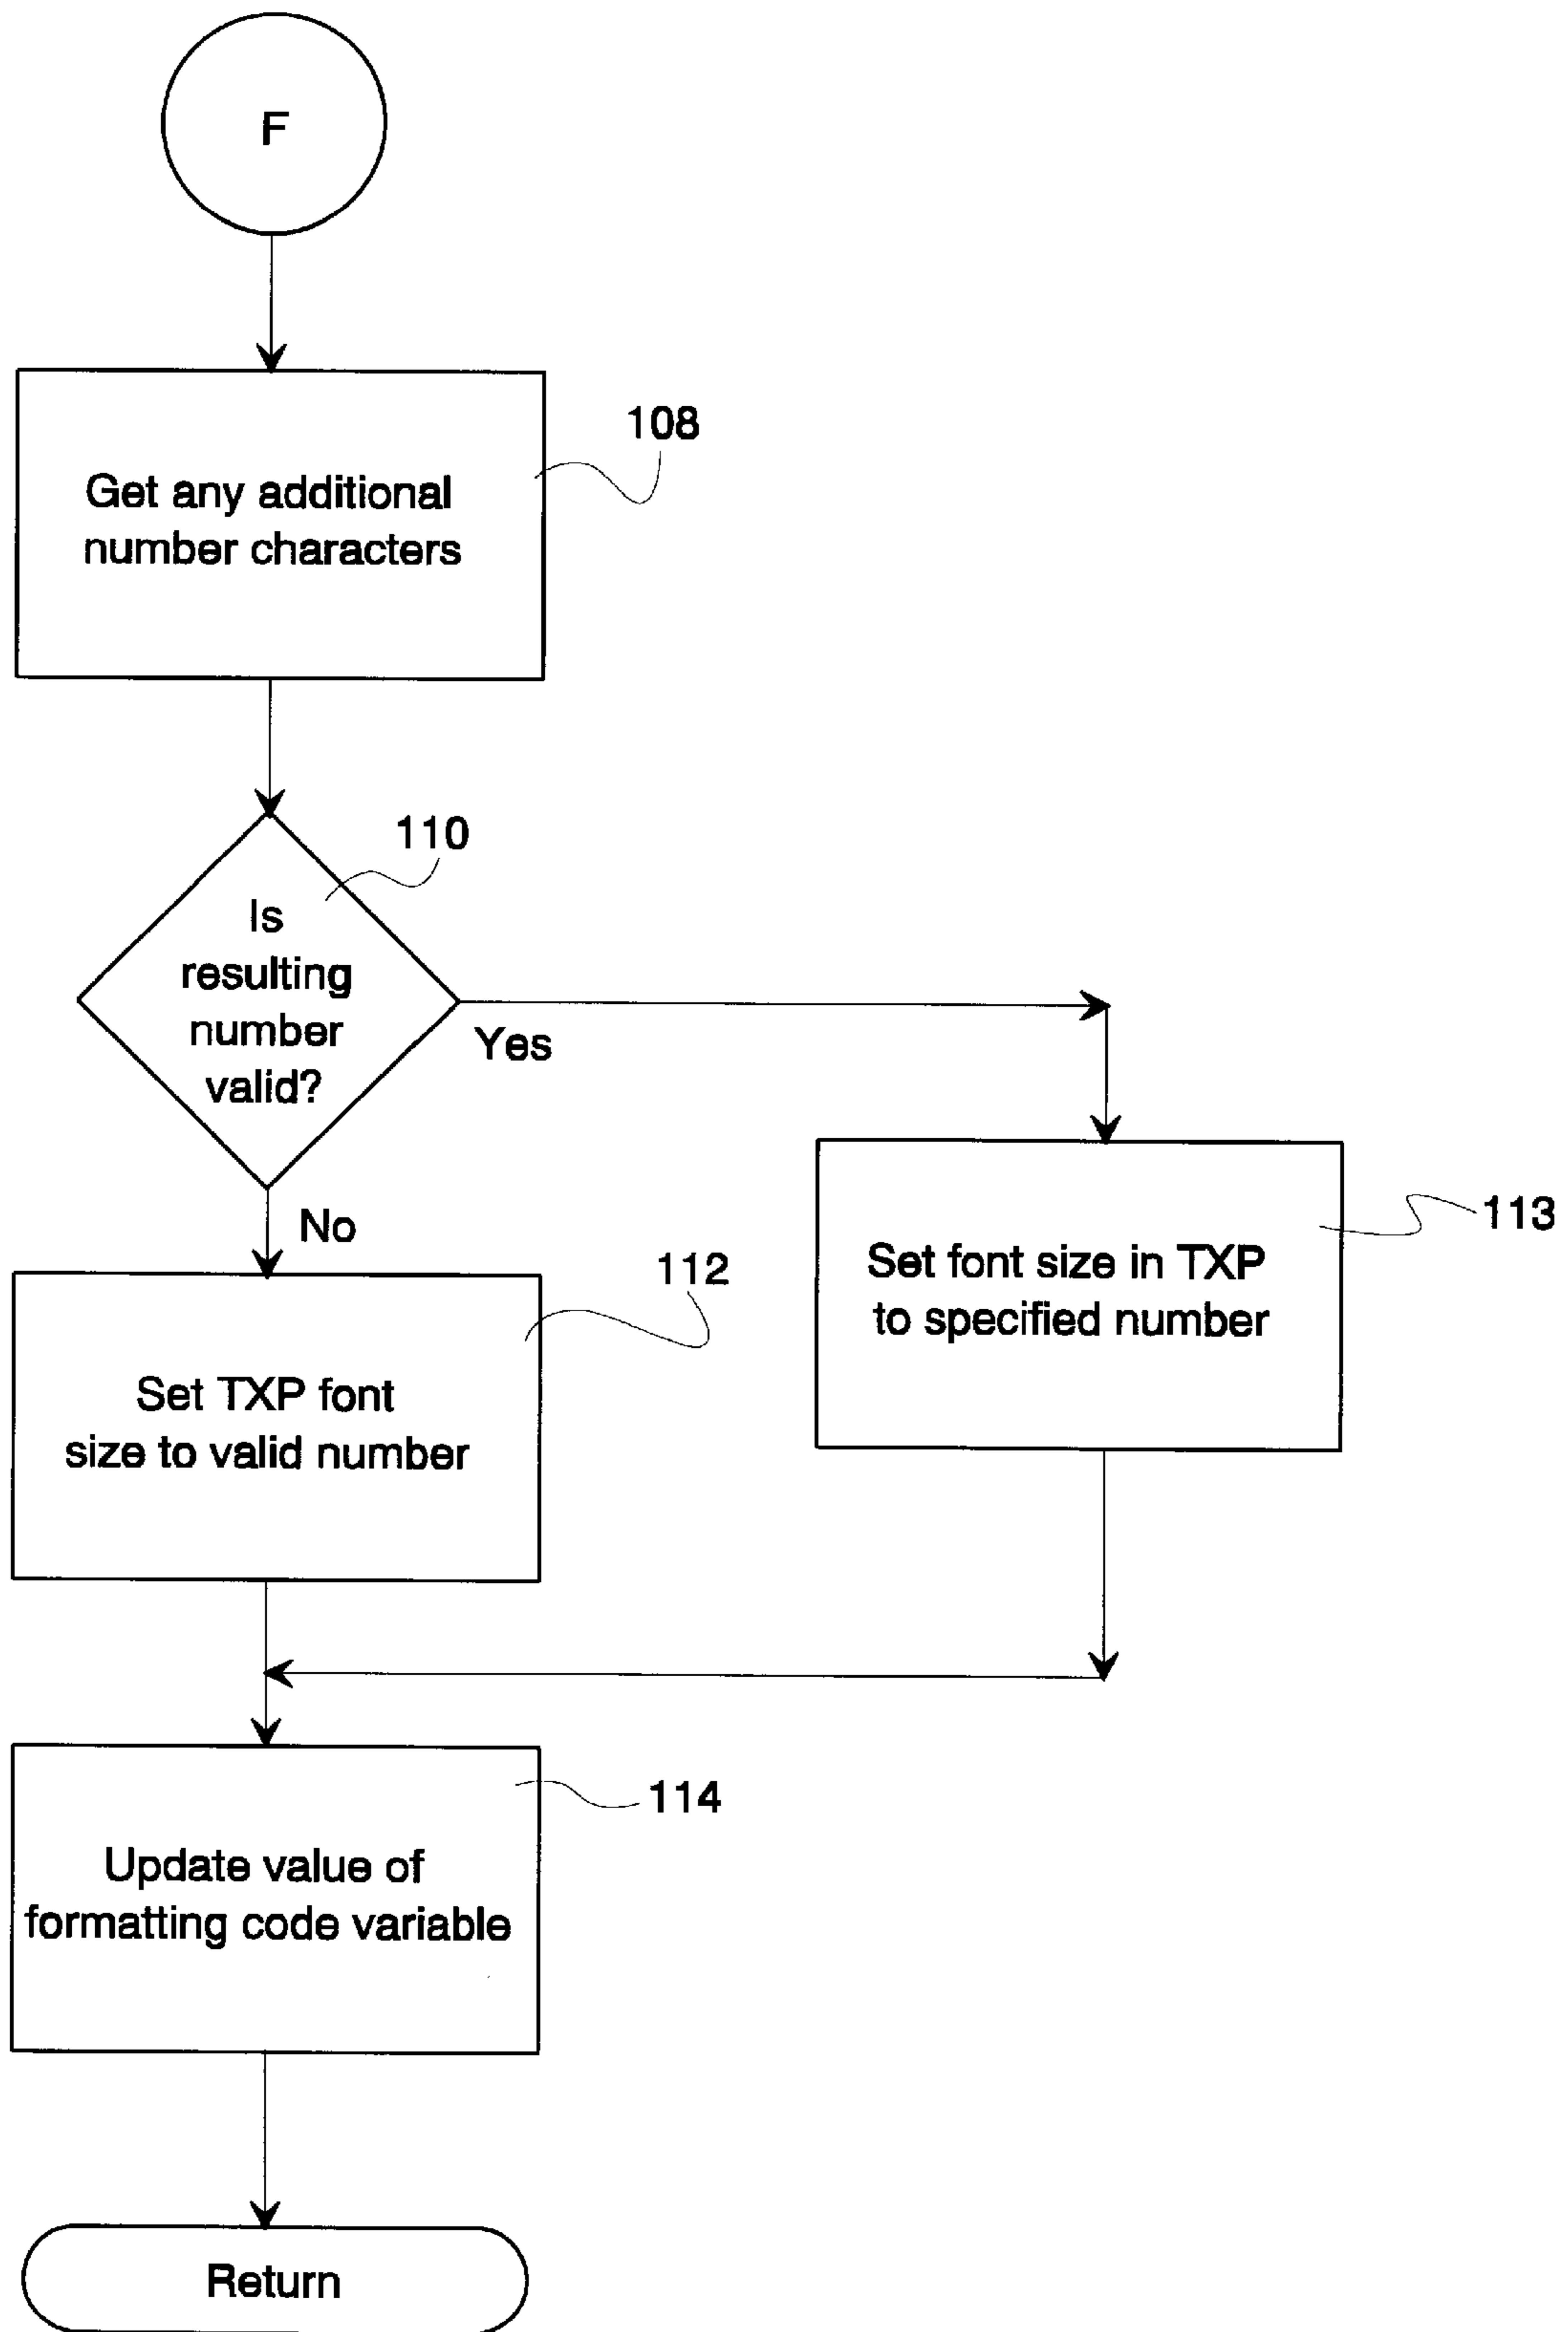 F
108
Get any additional
number characters
110
Is
resulting
number
valid?
Yes
No
113
Set font size in TXP
to specified number
112
Set TXP font
size to valid number
114
Update value of
formatting code variable
Return